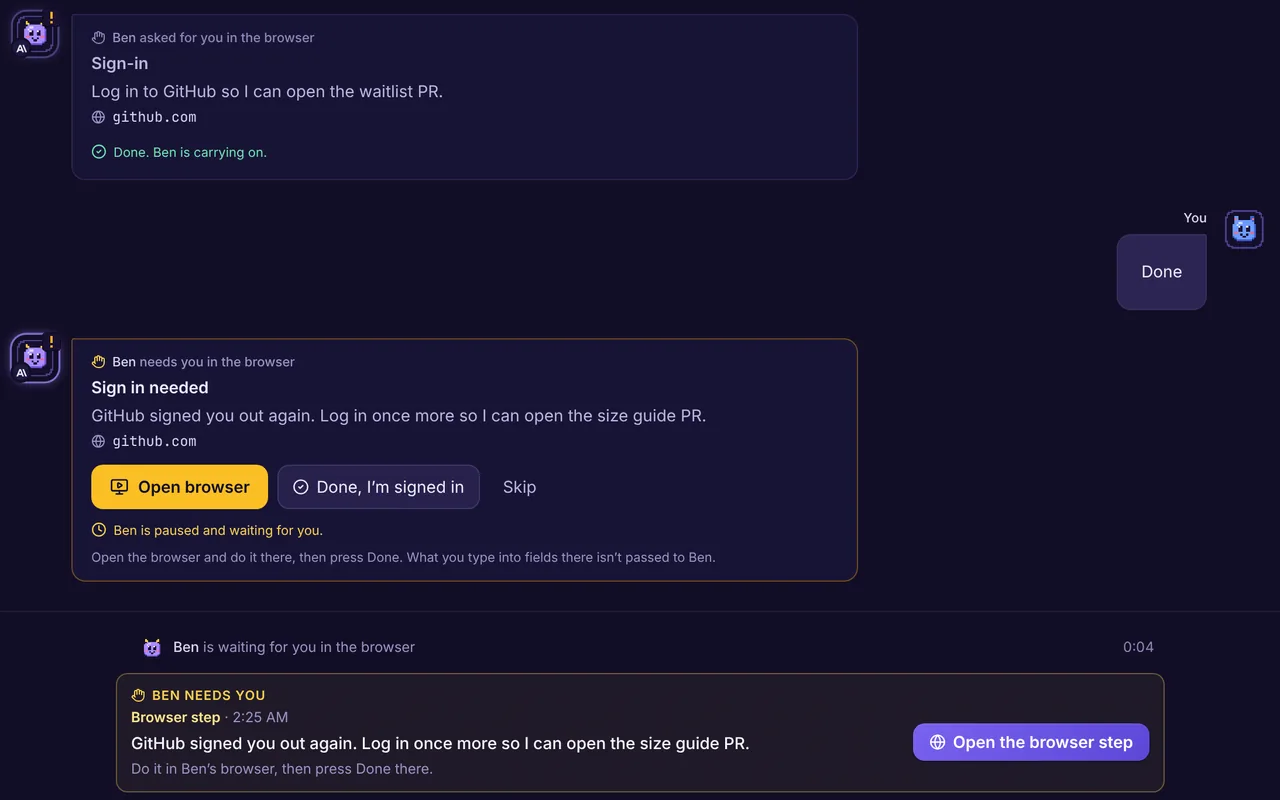 Ben asked for you in the browser
Sign-in
Log in to GitHub so I can open the waitlist PR.
github.com
Done. Ben is carrying on.
You
Done
Ben needs you in the browser
Sign in needed
GitHub signed you out again. Log in once more so I can open the size guide PR.
github.com
Open browser
Done, I’m signed in
Skip
Ben is paused and waiting for you.
Open the browser and do it there, then press Done. What you type into fields there isn’t passed to Ben.
Ben is waiting for you in the browser
0:04
BEN NEEDS YOU
Browser step · 2:25 AM
GitHub signed you out again. Log in once more so I can open the size guide PR.
Do it in Ben’s browser, then press Done there.
Open the browser step